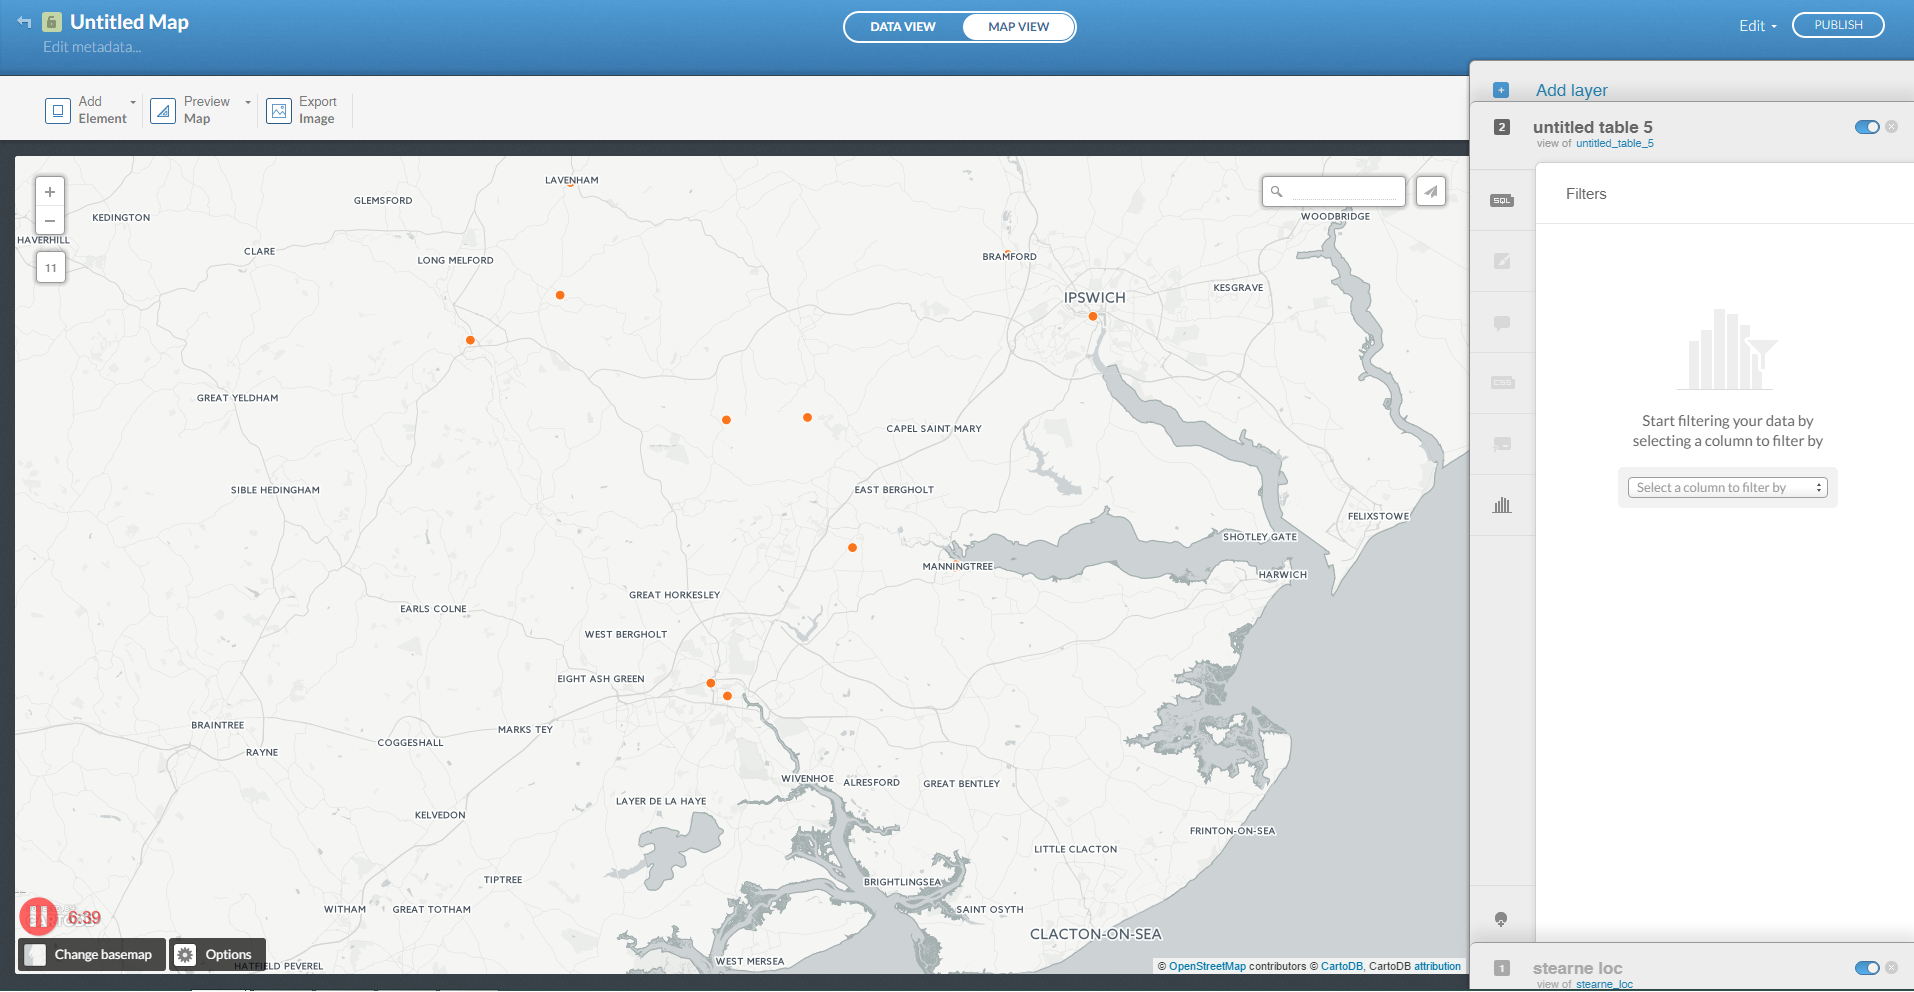 Untitled Map
Edit metadata...
DATA VIEW
MAP VIEW
Edit
PUBLISH
Add Element
Preview Map
Export Image
Add layer
2
untitled table 5
view of untitled_table_5
SQL
CSS
Filters
Start filtering your data by
selecting a column to filter by
Select a column to filter by
1
stearne loc
view of stearne_loc
+
−
11
LAVENHAM
GLEMSFORD
KEDINGTON
WOODBRIDGE
HAVERHILL
CLARE
LONG MELFORD
BRAMFORD
KESGRAVE
IPSWICH
GREAT YELDHAM
CAPEL SAINT MARY
SIBLE HEDINGHAM
EAST BERGHOLT
FELIXSTOWE
SHOTLEY GATE
MANNINGTREE
HARWICH
GREAT HORKESLEY
EARLS COLNE
WEST BERGHOLT
EIGHT ASH GREEN
BRAINTREE
MARKS TEY
COGGESHALL
RAYNE
WIVENHOE
ALRESFORD
GREAT BENTLEY
LAYER DE LA HAYE
KELVEDON
FRINTON-ON-SEA
LITTLE CLACTON
TIPTREE
BRIGHTLINGSEA
WITHAM
GREAT TOTHAM
SAINT OSYTH
6:39
CLACTON-ON-SEA
Change basemap
Options
WEST MERSEA
HATFIELD PEVEREL
© OpenStreetMap contributors © CartoDB, CartoDB attribution